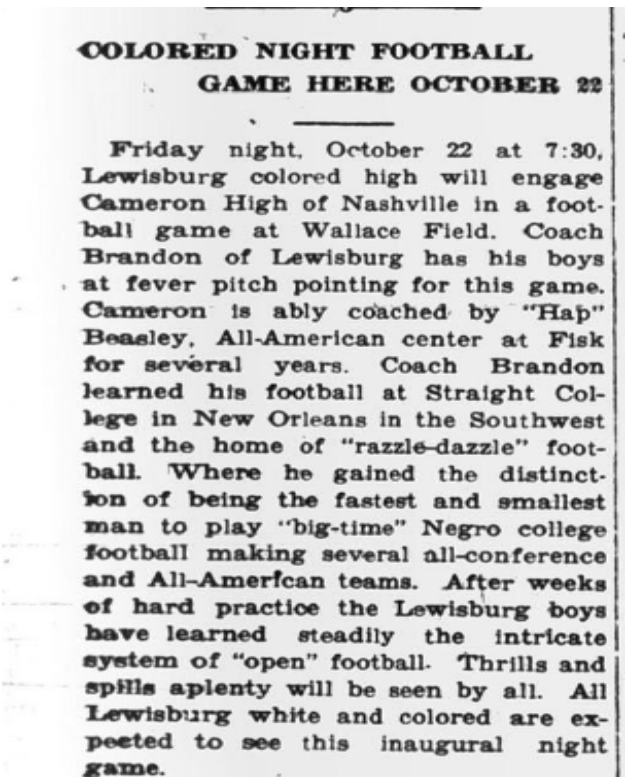 COLORED NIGHT FOOTBALL
GAME HERE OCTOBER 22
Friday night, October 22 at 7:30,
Lewisburg colored high will engage
Cameron High of Nashville in a foot-
ball game at Wallace Field. Coach
Brandon of Lewisburg has his boys
at fever pitch pointing for this game.
Cameron is ably coached by "Hap"
Beasley, All-American center at Fisk
for several years. Coach Brandon
learned his football at Straight Col-
lege in New Orleans in the Southwest
and the home of "razzle-dazzle" foot-
ball. Where he gained the distinct-
ion of being the fastest and smallest
man to play "big-time" Negro college
football making several all-conference
and All-American teams. After weeks
of hard practice the Lewisburg boys
have learned steadily the intricate
system of "open" football. Thrills and
spills aplenty will be seen by all. All
Lewisburg white and colored are ex-
pected to see this inaugural night
game.